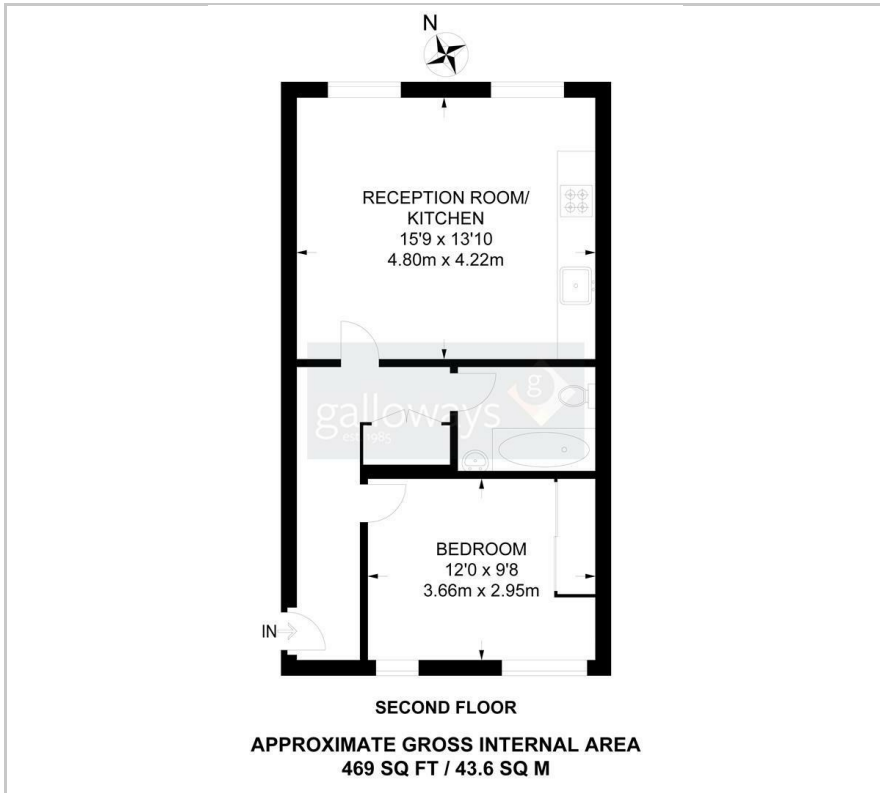 N
RECEPTION ROOM/
KITCHEN
15'9 x 13'10
4.80m x 4.22m
g
galloways
est. 1985
BEDROOM
12'0 x 9'8
3.66m x 2.95m
IN
SECOND FLOOR
APPROXIMATE GROSS INTERNAL AREA
469 SQ FT / 43.6 SQ M